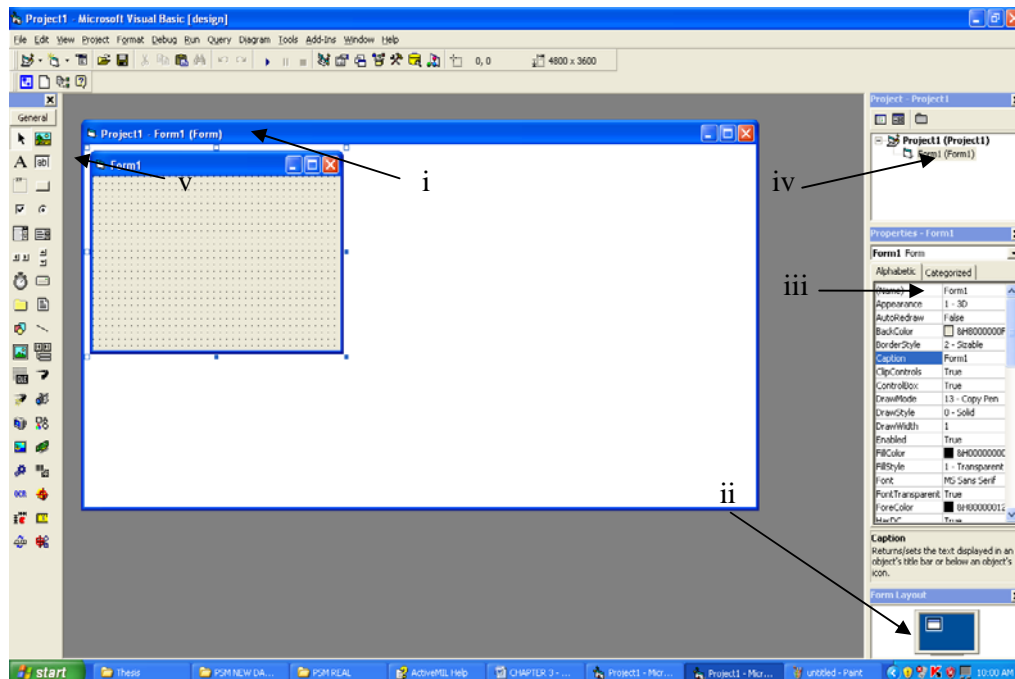 Project1 - Microsoft Visual Basic [design]
File Edit View Project Format Debug Run Query Diagram Tools Add-Ins Window Help
0, 0 4800 x 3600
General
Project1 - Form1 (Form)
Form1
A ab
OLE
OCR
v
i
iv
iii
ii
Project - Project1
Project1 (Project1)
Form1 (Form1)
Properties - Form1
Form1 Form
Alphabetic Categorized
(Name) Form1
Appearance 1 - 3D
AutoRedraw False
BackColor &H8000000F
BorderStyle 2 - Sizable
Caption Form1
ClipControls True
ControlBox True
DrawMode 13 - Copy Pen
DrawStyle 0 - Solid
DrawWidth 1
Enabled True
FillColor &H0000000C
FillStyle 1 - Transparent
Font MS Sans Serif
FontTransparent True
ForeColor &H80000012
HasDC True
Caption
Returns/sets the text displayed in an
object's title bar or below an object's
icon.
Form Layout
start Thesis PSM NEW DA... PSM REAL ActiveMIL Help CHAPTER 3 - ... Project1 - Micr... Project1 - Micr... untitled - Paint 10:00 AM